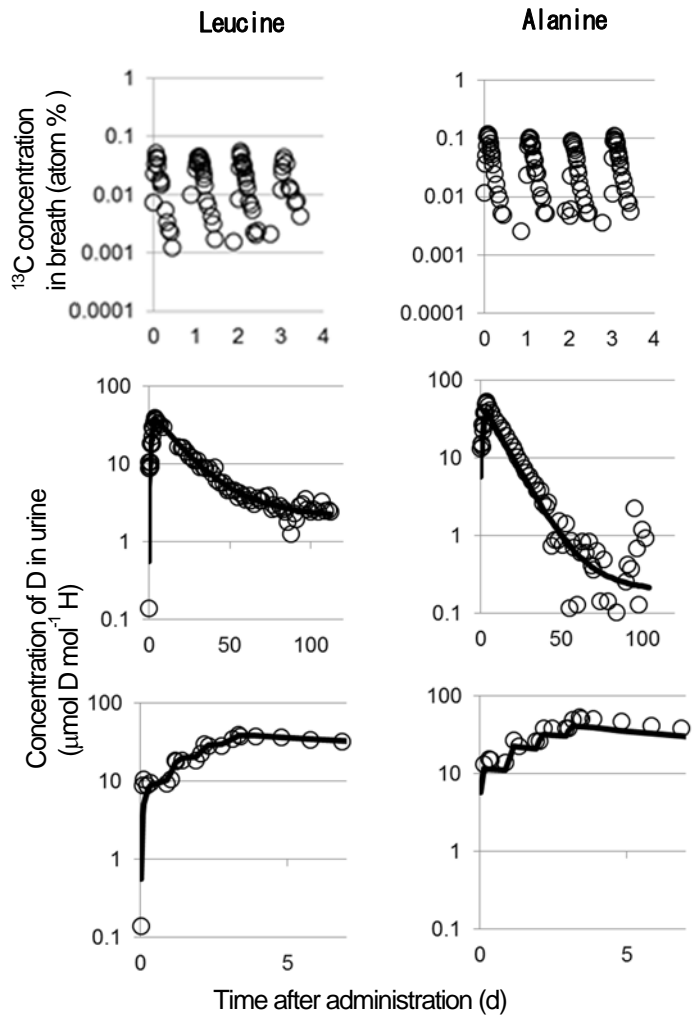 Leucine
Alanine
¹³C concentration
in breath (atom %)
1
0.1
0.01
0.001
0.0001
0 1 2 3 4
1
0.1
0.01
0.001
0.0001
0 1 2 3 4
Concentration of D in urine
(μmol D mol⁻¹ H)
100
10
1
0.1
0 50 100
100
10
1
0.1
0 50 100
100
10
1
0.1
0 5
100
10
1
0.1
0 5
Time after administration (d)